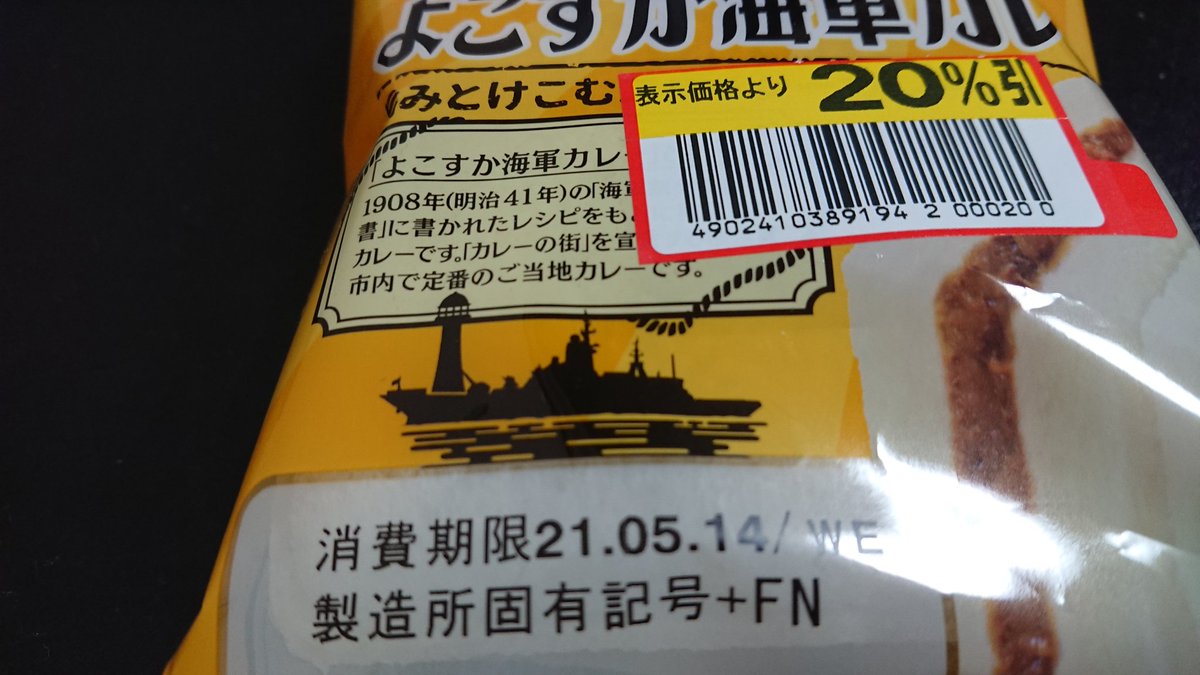 よこすか海軍カレ
みとけこむ
表示価格より 20%引
4902410389194 2 000200
「よこすか海軍カレ
1908年(明治41年)の「海軍
書」に書かれたレシピをも
カレーです。「カレーの街」を宣
市内で定番のご当地カレーです。
消費期限21.05.14/WE
製造所固有記号+FN